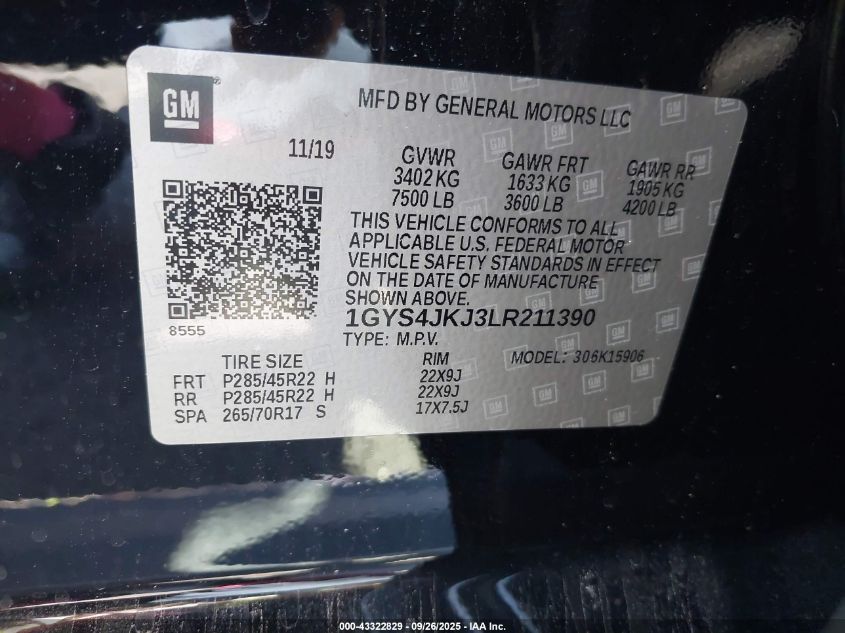 GM
MFD BY GENERAL MOTORS LLC
11/19
GVWR GAWR FRT GAWR RR
3402 KG 1633 KG 1905 KG
7500 LB 3600 LB 4200 LB
THIS VEHICLE CONFORMS TO ALL
APPLICABLE U.S. FEDERAL MOTOR
VEHICLE SAFETY STANDARDS IN EFFECT
ON THE DATE OF MANUFACTURE
SHOWN ABOVE.
8555
1GYS4JKJ3LR211390
TYPE: M.P.V. MODEL: 306K15906
TIRE SIZE RIM
FRT P285/45R22 H 22X9J
RR P285/45R22 H 22X9J
SPA 265/70R17 S 17X7.5J
000-43322829 - 09/26/2025 - IAA Inc.